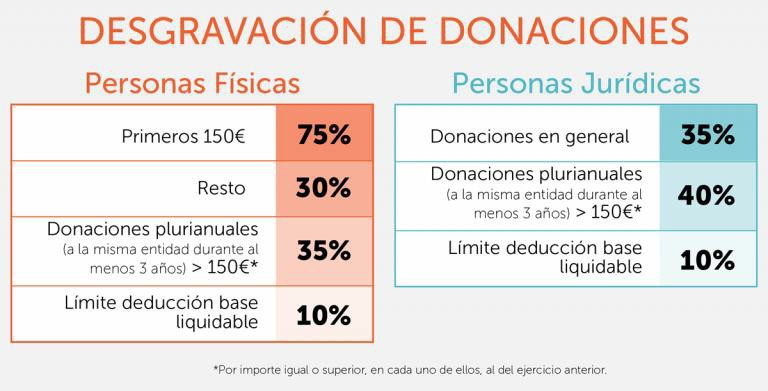 DESGRAVACIÓN DE DONACIONES
Personas Físicas
Primeros 150€ 75%
Resto 30%
Donaciones plurianuales
(a la misma entidad durante al
menos 3 años) > 150€*
35%
Límite deducción base
liquidable
10%
Personas Jurídicas
Donaciones en general 35%
Donaciones plurianuales
(a la misma entidad durante al
menos 3 años) > 150€*
40%
Límite deducción base
liquidable
10%
*Por importe igual o superior, en cada uno de ellos, al del ejercicio anterior.